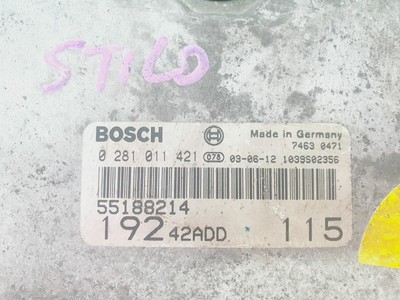 STILO
BOSCH Made in Germany
7463 0471
0 281 011 421 078 03-06-12 1039S02356
55188214
192 42ADD 115